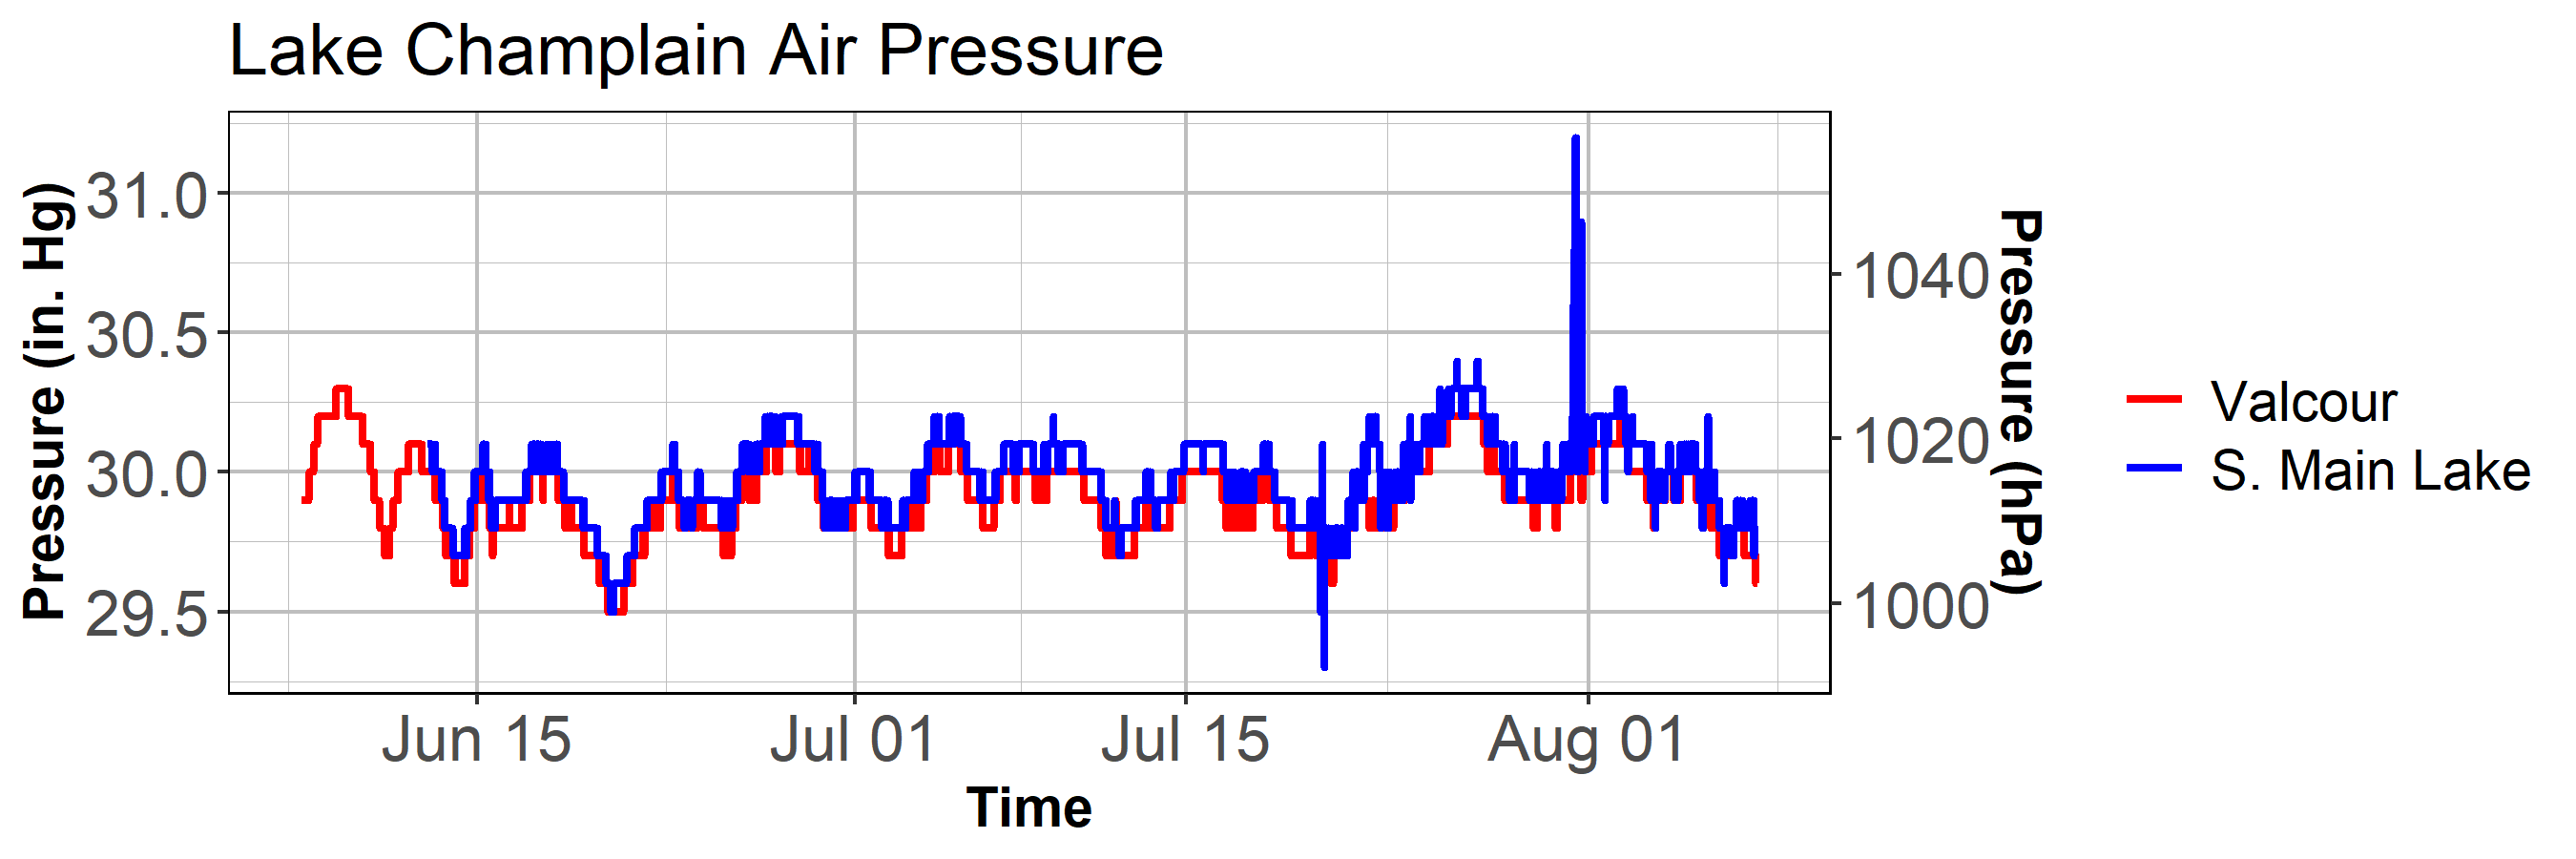 Lake Champlain Air Pressure
Pressure (in. Hg)
31.0
30.5
30.0
29.5
1040
1020
1000
Pressure (hPa)
Jun 15
Jul 01
Jul 15
Aug 01
Time
Valcour
S. Main Lake